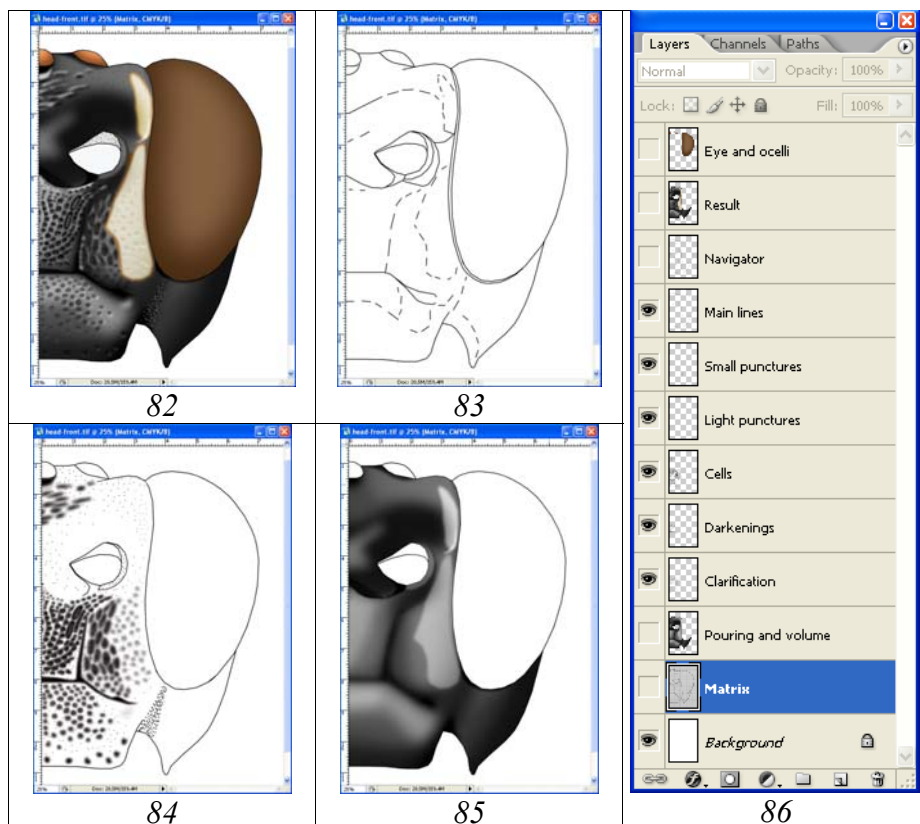 head-front.tif @ 25% (Matrix, CMYK/8)
82
head-front.tif @ 25% (Matrix, CMYK/8)
83
head-front.tif @ 25% (Matrix, CMYK/8)
84
head-front.tif @ 25% (Matrix, CMYK/8)
85
Layers Channels Paths
Normal Opacity: 100%
Lock: Fill: 100%
Eye and ocelli
Result
Navigator
Main lines
Small punctures
Light punctures
Cells
Darkenings
Clarification
Pouring and volume
Matrix
Background
86